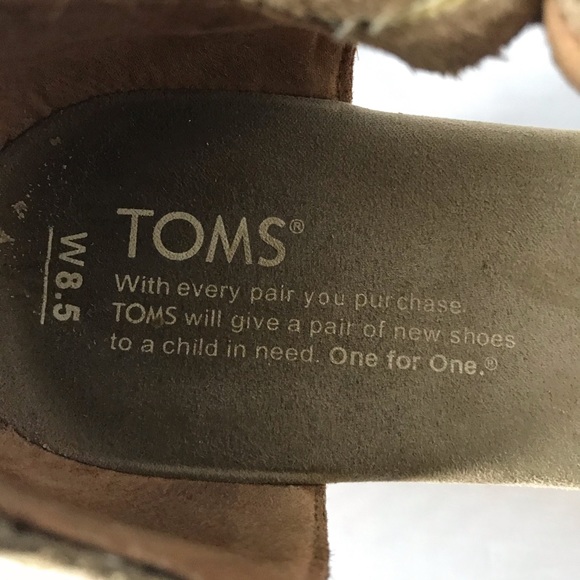 TOMS®
With every pair you purchase.
TOMS will give a pair of new shoes
to a child in need. One for One.®
W8.5